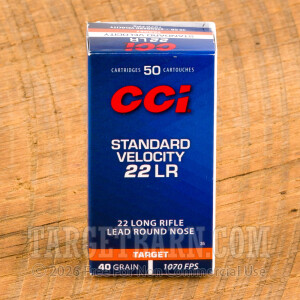 CARTRIDGES 50 CARTOUCHES
CCI
STANDARD
VELOCITY
22 LR
22 LONG RIFLE
LEAD ROUND NOSE
TARGETBARN.COM
TARGET
40 GRAIN 1070 FPS